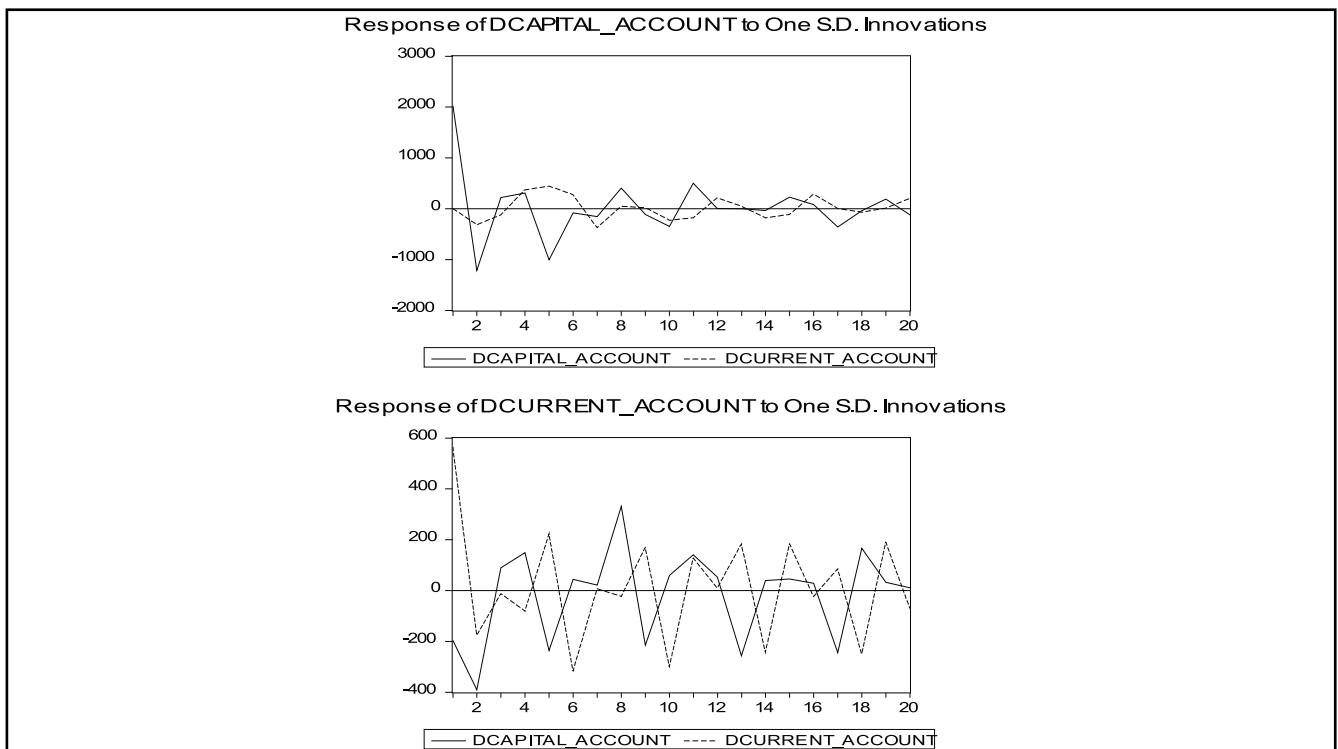 Response of DCAPITAL_ACCOUNT to One S.D. Innovations
3000
2000
1000
0
-1000
-2000
2 4 6 8 10 12 14 16 18 20
DCAPITAL_ACCOUNT DCURRENT_ACCOUNT
Response of DCURRENT_ACCOUNT to One S.D. Innovations
600
400
200
0
-200
-400
2 4 6 8 10 12 14 16 18 20
DCAPITAL_ACCOUNT DCURRENT_ACCOUNT